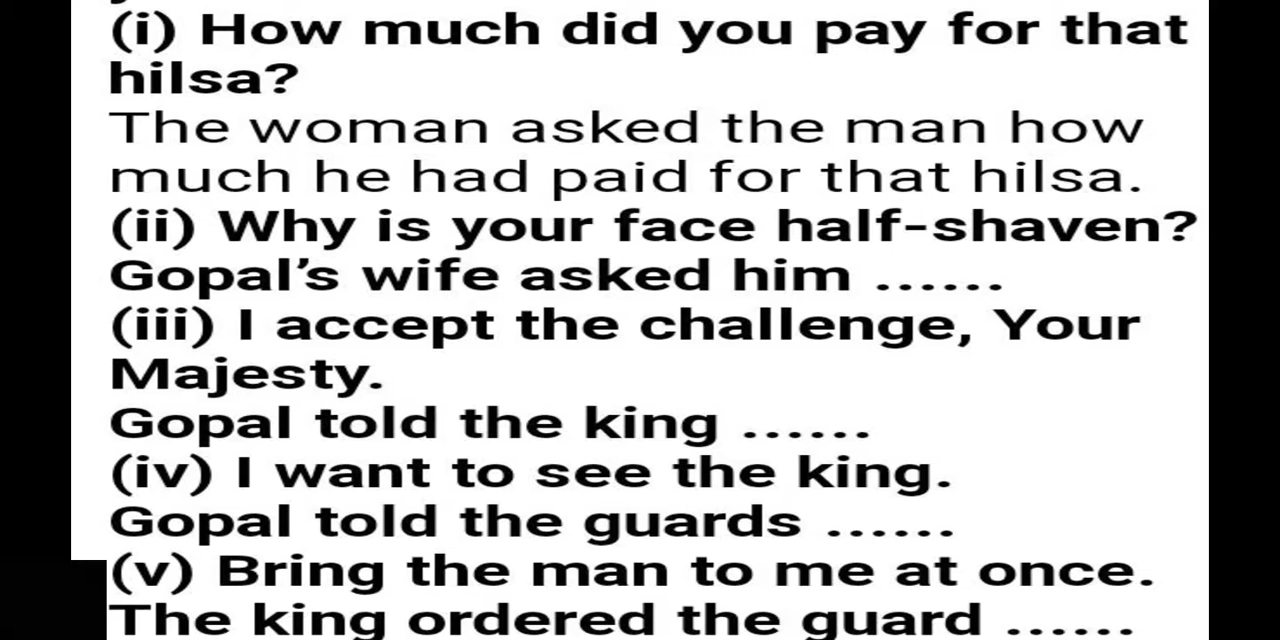 (i) How much did you pay for that
hilsa?
The woman asked the man how
much he had paid for that hilsa.
(ii) Why is your face half-shaven?
Gopal’s wife asked him ......
(iii) I accept the challenge, Your
Majesty.
Gopal told the king ......
(iv) I want to see the king.
Gopal told the guards ......
(v) Bring the man to me at once.
The king ordered the guard ......